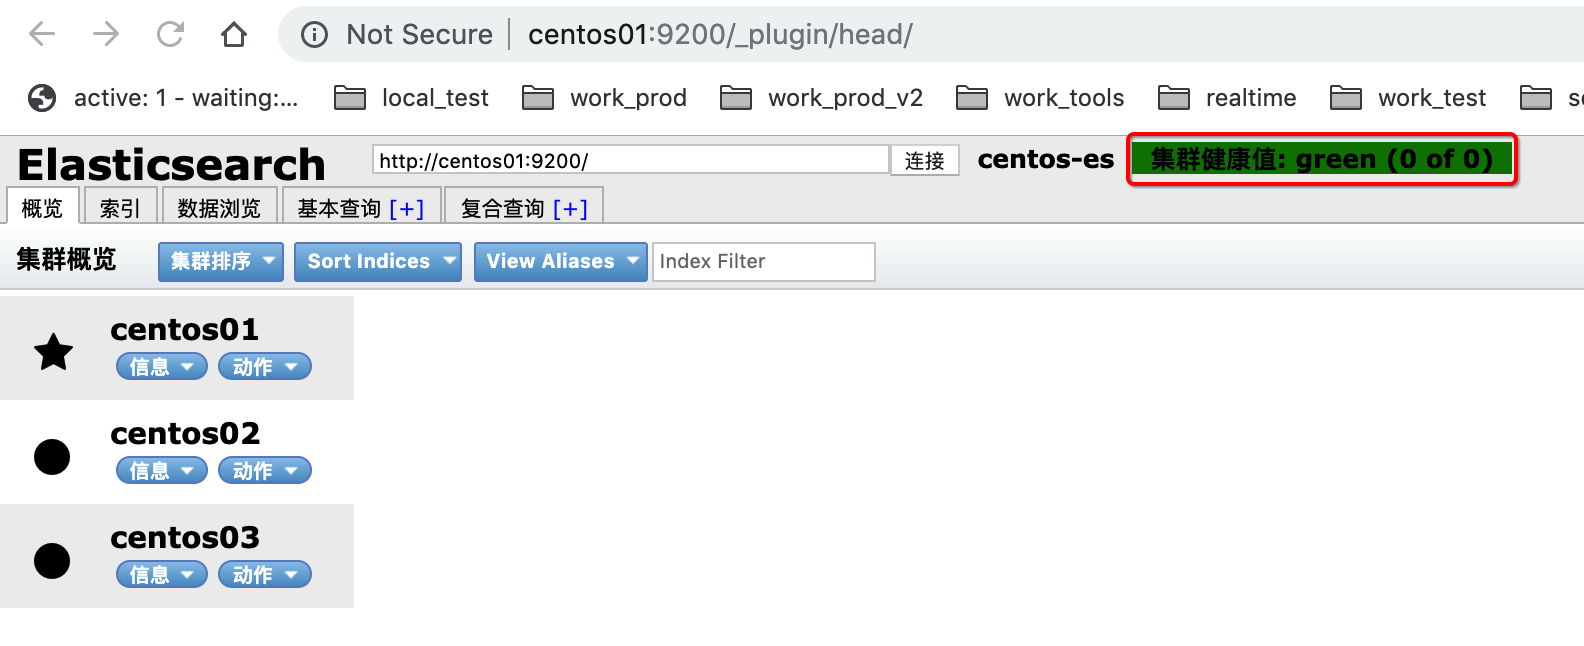 Not Secure | centos01:9200/_plugin/head/
active: 1 - waiting:... local_test work_prod work_prod_v2 work_tools realtime work_test
Elasticsearch http://centos01:9200/ 连接 centos-es 集群健康值: green (0 of 0)
概览 索引 数据浏览 基本查询 [+] 复合查询 [+]
集群概览 集群排序 Sort Indices View Aliases Index Filter
centos01
信息 动作
centos02
信息 动作
centos03
信息 动作